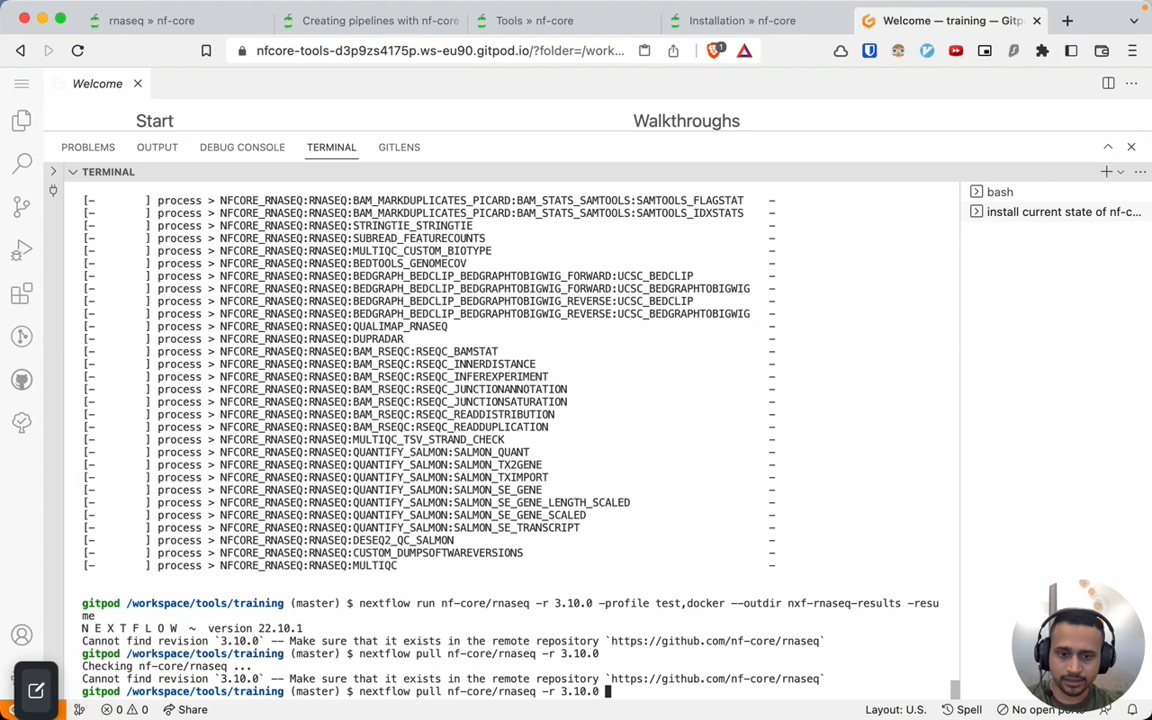 rnaseq » nf-core
Creating pipelines with nf-core
Tools » nf-core
Installation » nf-core
Welcome — training — Gitp
nfcore-tools-d3p9zs4175p.ws-eu90.gitpod.io/?folder=/work...
1
Welcome
Start
Walkthroughs
PROBLEMS
OUTPUT
DEBUG CONSOLE
TERMINAL
GITLENS
TERMINAL
bash
install current state of nf-c...
[-        ] process > NFCORE_RNASEQ:RNASEQ:BAM_MARKDUPLICATES_PICARD:BAM_STATS_SAMTOOLS:SAMTOOLS_FLAGSTAT -
[-        ] process > NFCORE_RNASEQ:RNASEQ:BAM_MARKDUPLICATES_PICARD:BAM_STATS_SAMTOOLS:SAMTOOLS_IDXSTATS -
[-        ] process > NFCORE_RNASEQ:RNASEQ:STRINGTIE_STRINGTIE -
[-        ] process > NFCORE_RNASEQ:RNASEQ:SUBREAD_FEATURECOUNTS -
[-        ] process > NFCORE_RNASEQ:RNASEQ:MULTIQC_CUSTOM_BIOTYPE -
[-        ] process > NFCORE_RNASEQ:RNASEQ:BEDTOOLS_GENOMECOV -
[-        ] process > NFCORE_RNASEQ:RNASEQ:BEDGRAPH_BEDCLIP_BEDGRAPHTOBIGWIG_FORWARD:UCSC_BEDCLIP -
[-        ] process > NFCORE_RNASEQ:RNASEQ:BEDGRAPH_BEDCLIP_BEDGRAPHTOBIGWIG_FORWARD:UCSC_BEDGRAPHTOBIGWIG -
[-        ] process > NFCORE_RNASEQ:RNASEQ:BEDGRAPH_BEDCLIP_BEDGRAPHTOBIGWIG_REVERSE:UCSC_BEDCLIP -
[-        ] process > NFCORE_RNASEQ:RNASEQ:BEDGRAPH_BEDCLIP_BEDGRAPHTOBIGWIG_REVERSE:UCSC_BEDGRAPHTOBIGWIG -
[-        ] process > NFCORE_RNASEQ:RNASEQ:QUALIMAP_RNASEQ -
[-        ] process > NFCORE_RNASEQ:RNASEQ:DUPRADAR -
[-        ] process > NFCORE_RNASEQ:RNASEQ:BAM_RSEQC:RSEQC_BAMSTAT -
[-        ] process > NFCORE_RNASEQ:RNASEQ:BAM_RSEQC:RSEQC_INNERDISTANCE -
[-        ] process > NFCORE_RNASEQ:RNASEQ:BAM_RSEQC:RSEQC_INFEREXPERIMENT -
[-        ] process > NFCORE_RNASEQ:RNASEQ:BAM_RSEQC:RSEQC_JUNCTIONANNOTATION -
[-        ] process > NFCORE_RNASEQ:RNASEQ:BAM_RSEQC:RSEQC_JUNCTIONSATURATION -
[-        ] process > NFCORE_RNASEQ:RNASEQ:BAM_RSEQC:RSEQC_READDISTRIBUTION -
[-        ] process > NFCORE_RNASEQ:RNASEQ:BAM_RSEQC:RSEQC_READDUPLICATION -
[-        ] process > NFCORE_RNASEQ:RNASEQ:MULTIQC_TSV_STRAND_CHECK -
[-        ] process > NFCORE_RNASEQ:RNASEQ:QUANTIFY_SALMON:SALMON_QUANT -
[-        ] process > NFCORE_RNASEQ:RNASEQ:QUANTIFY_SALMON:SALMON_TX2GENE -
[-        ] process > NFCORE_RNASEQ:RNASEQ:QUANTIFY_SALMON:SALMON_TXIMPORT -
[-        ] process > NFCORE_RNASEQ:RNASEQ:QUANTIFY_SALMON:SALMON_SE_GENE -
[-        ] process > NFCORE_RNASEQ:RNASEQ:QUANTIFY_SALMON:SALMON_SE_GENE_LENGTH_SCALED -
[-        ] process > NFCORE_RNASEQ:RNASEQ:QUANTIFY_SALMON:SALMON_SE_GENE_SCALED -
[-        ] process > NFCORE_RNASEQ:RNASEQ:QUANTIFY_SALMON:SALMON_SE_TRANSCRIPT -
[-        ] process > NFCORE_RNASEQ:RNASEQ:DESEQ2_QC_SALMON -
[-        ] process > NFCORE_RNASEQ:RNASEQ:CUSTOM_DUMPSOFTWAREVERSIONS -
[-        ] process > NFCORE_RNASEQ:RNASEQ:MULTIQC -
gitpod /workspace/tools/training (master) $ nextflow run nf-core/rnaseq -r 3.10.0 -profile test,docker --outdir nxf-rnaseq-results -resu
me
N E X T F L O W  ~  version 22.10.1
Cannot find revision `3.10.0` -- Make sure that it exists in the remote repository `https://github.com/nf-core/rnaseq`
gitpod /workspace/tools/training (master) $ nextflow pull nf-core/rnaseq -r 3.10.0
Checking nf-core/rnaseq ...
Cannot find revision `3.10.0` -- Make sure that it exists in the remote repository `https://github.com/nf-core/rnaseq`
gitpod /workspace/tools/training (master) $ nextflow pull nf-core/rnaseq -r 3.10.0
0 0
Share
Layout: U.S.
Spell
No open